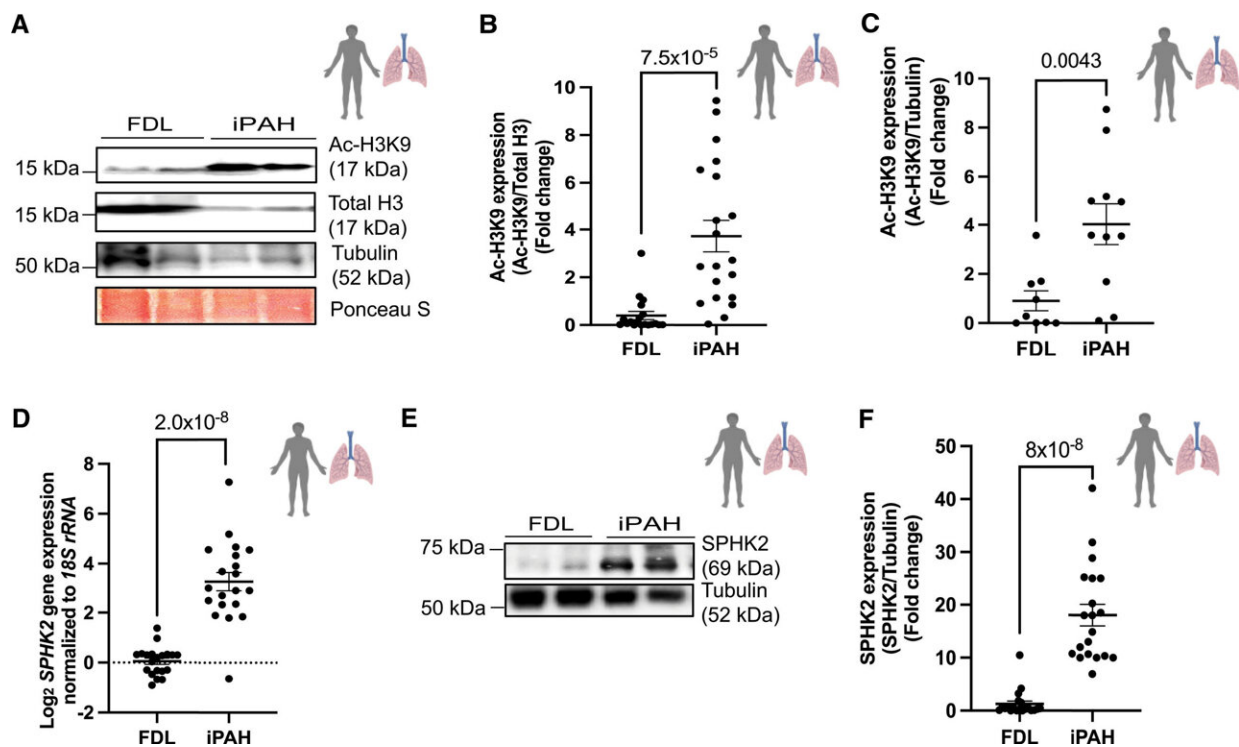 A
FDL iPAH
15 kDa
Ac-H3K9
(17 kDa)
15 kDa
Total H3
(17 kDa)
50 kDa
Tubulin
(52 kDa)
Ponceau S
B
7.5x10-5
Ac-H3K9 expression
(Ac-H3K9/Total H3)
(Fold change)
10
8
6
4
2
0
FDL iPAH
C
0.0043
Ac-H3K9 expression
(Ac-H3K9/Tubulin)
(Fold change)
10
8
6
4
2
0
FDL iPAH
D
2.0x10-8
Log2 SPHK2 gene expression
normalized to 18S rRNA
8
6
4
2
0
-2
FDL iPAH
E
FDL iPAH
75 kDa
SPHK2
(69 kDa)
50 kDa
Tubulin
(52 kDa)
F
8x10-8
SPHK2 expression
(SPHK2/Tubulin)
(Fold change)
50
40
30
20
10
0
FDL iPAH